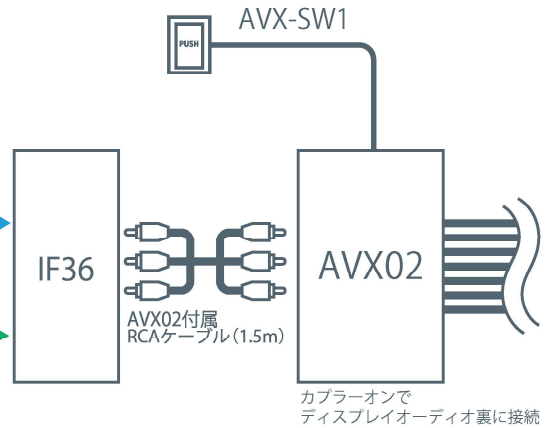 AVX-SW1
PUSH
IF36
AVX02
AVX02付属
RCAケーブル（1.5m）
カプラーオンで
ディスプレイオーディオ裏に接続